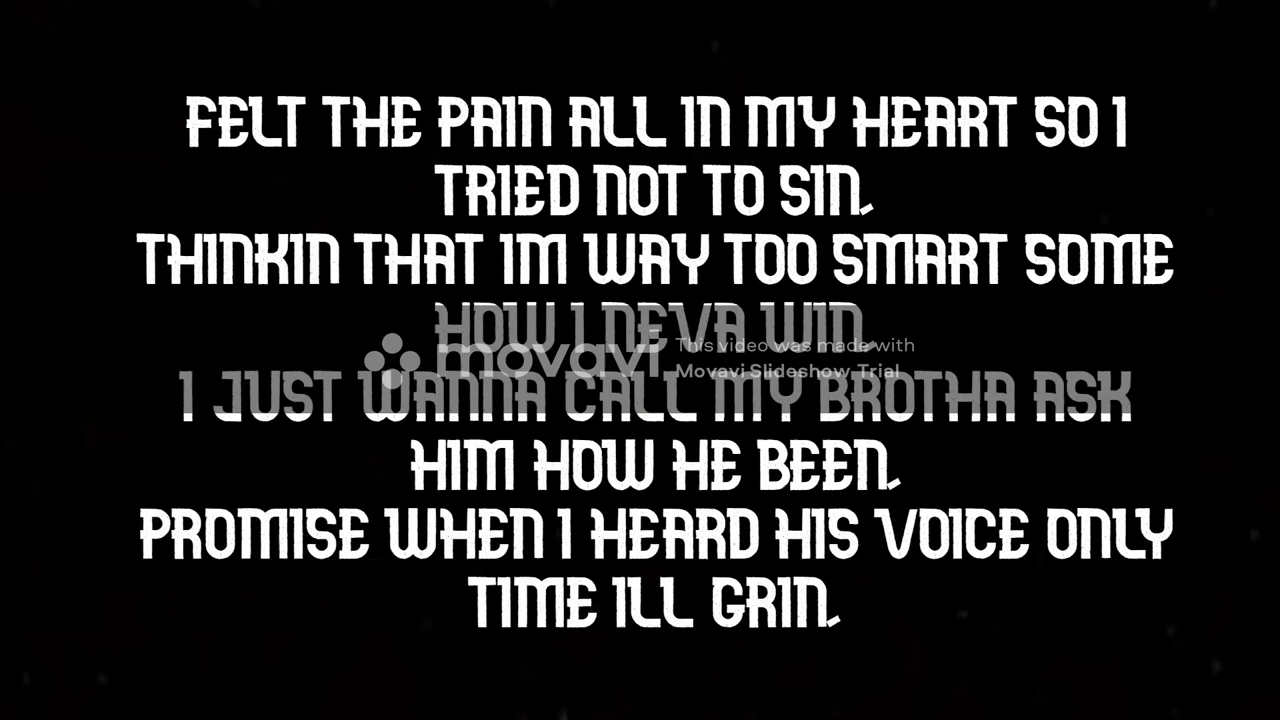 FELT THE PAIN ALL IN MY HEART SO I
TRIED NOT TO SIN,
THINKIN THAT IM WAY TOO SMART SOME
HOW I NEVA WIN,
movavi
This video was made with
Movavi Slideshow Trial
I JUST WANNA CALL MY BROTHA ASK
HIM HOW HE BEEN,
PROMISE WHEN I HEARD HIS VOICE ONLY
TIME ILL GRIN,